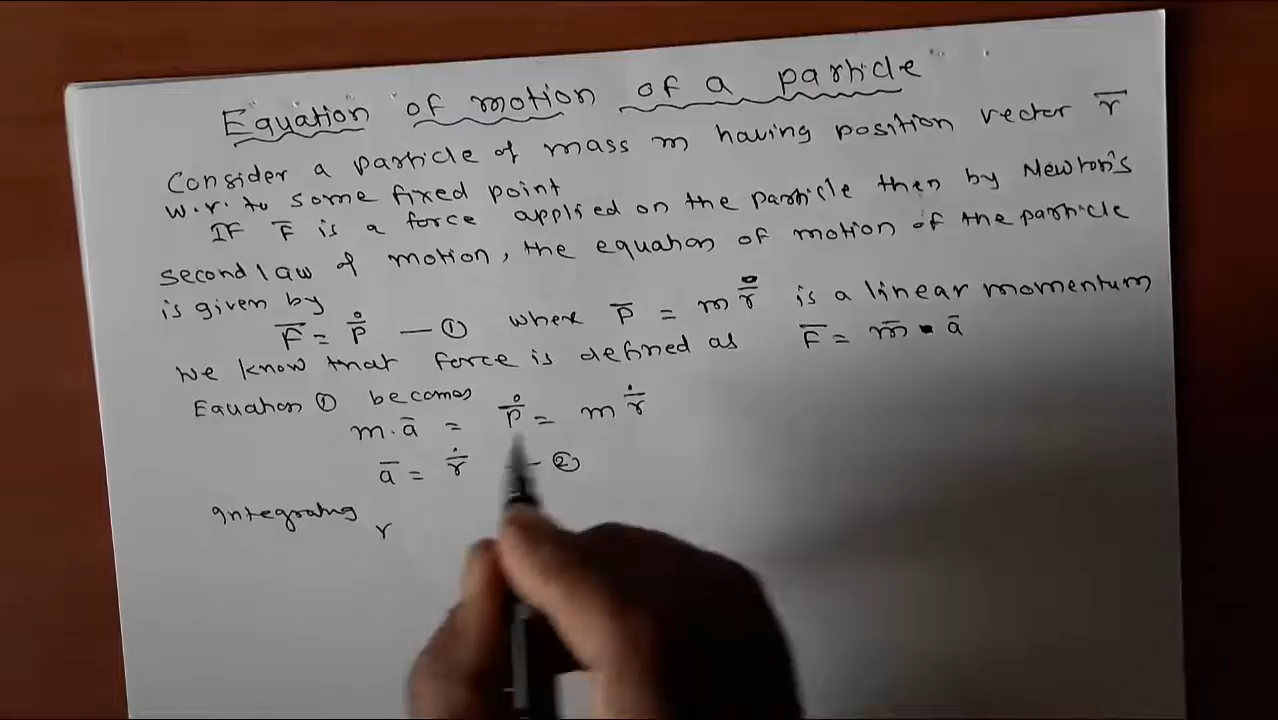 Equation of motion of a particle
Consider a particle of mass m having position vector r̅
w.r. to some fixed point
IF F̅ is a force applied on the particle then by Newton's
second law of motion, the equation of motion of the particle
is given by
F̅ = ṗ̅ — ① where p̅ = m ṙ̅ is a linear momentum
We know that force is defined as F̅ = m̅ · a̅
Equation ① becomes
m·a̅ = ṗ̅ = m ṙ̅
a̅ = ṙ̅ — ②
Integrating r